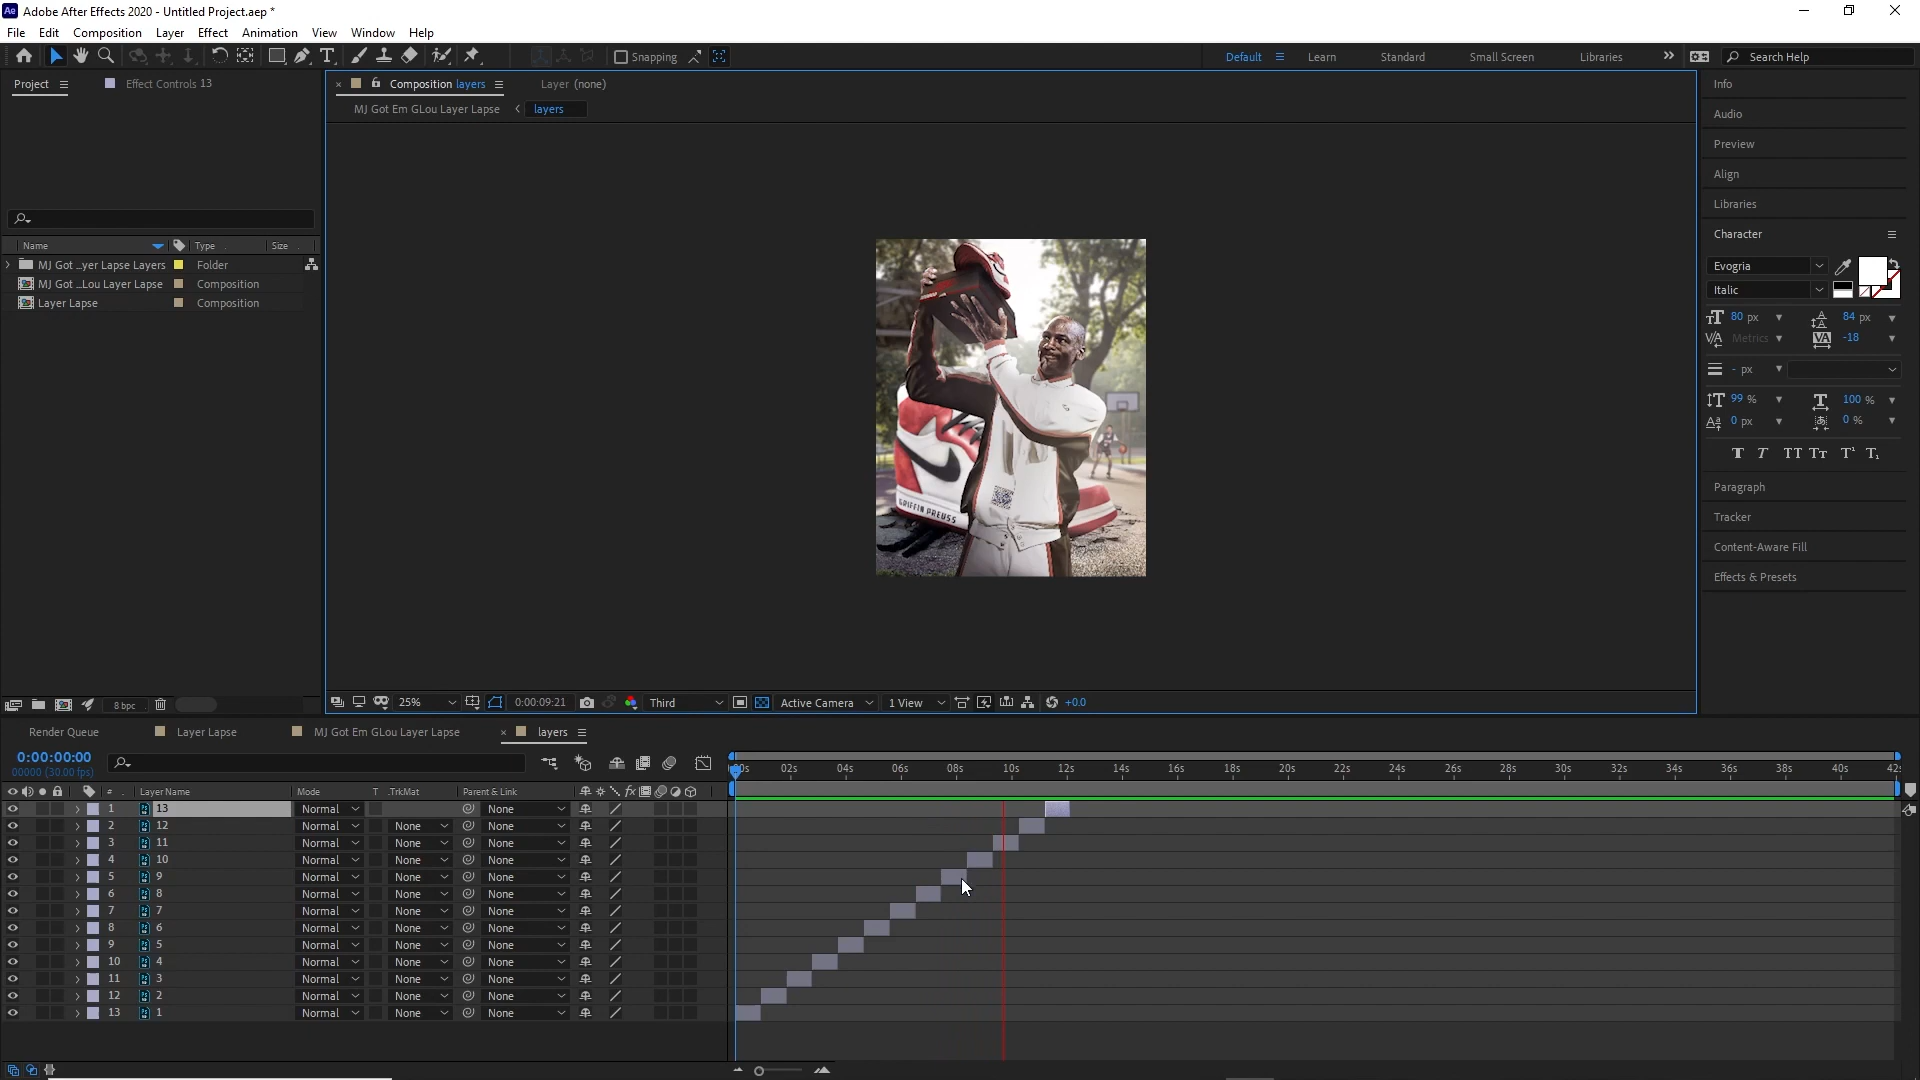 Ae Adobe After Effects 2020 - Untitled Project.aep *
File Edit Composition Layer Effect Animation View Window Help
Snapping
Default Learn Standard Small Screen Libraries Search Help
Project Effect Controls 13
Composition layers Layer (none)
MJ Got Em GLou Layer Lapse layers
Name Type Size
MJ Got ...yer Lapse Layers Folder
MJ Got ...Lou Layer Lapse Composition
Layer Lapse Composition
GRIFFIN PREUSS
Info
Audio
Preview
Align
Libraries
Character
Evogria
Italic
80 px 84 px
Metrics -18
- px
99 % 100 %
0 px 0 %
Paragraph
Tracker
Content-Aware Fill
Effects & Presets
8 bpc
25% 0:00:09:21 Third Active Camera 1 View +0.0
Render Queue Layer Lapse MJ Got Em GLou Layer Lapse layers
0:00:00:00
00000 (30.00 fps)
02s 04s 06s 08s 10s 12s 14s 16s 18s 20s 22s 24s 26s 28s 30s 32s 34s 36s 38s 40s
# Layer Name Mode T .TrkMat Parent & Link
1 13 Normal None
2 12 Normal None None
3 11 Normal None None
4 10 Normal None None
5 9 Normal None None
6 8 Normal None None
7 7 Normal None None
8 6 Normal None None
9 5 Normal None None
10 4 Normal None None
11 3 Normal None None
12 2 Normal None None
13 1 Normal None None